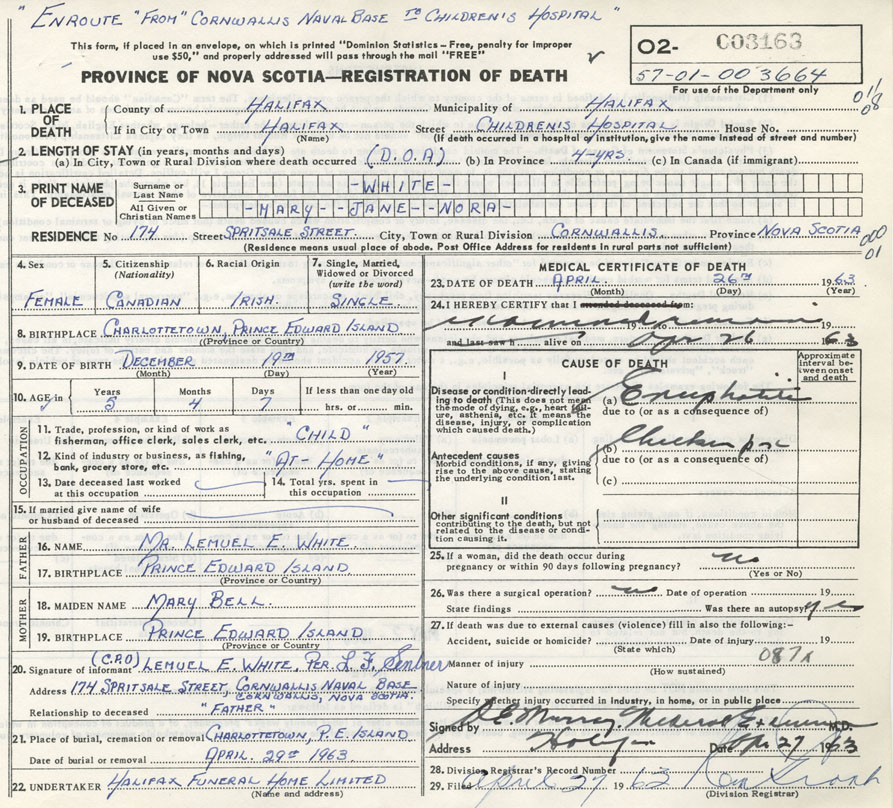 "ENROUTE "FROM" CORNWALLIS NAVAL BASE TO CHILDREN'S HOSPITAL"
This form, if placed in an envelope, on which is printed "Dominion Statistics - Free, penalty for improper
use $50," and properly addressed will pass through the mail "FREE"
PROVINCE OF NOVA SCOTIA—REGISTRATION OF DEATH
02- C03163
57-01-003664
For use of the Department only
01/08
1. PLACE OF DEATH County of HALIFAX Municipality of HALIFAX
If in City or Town HALIFAX (Name) Street CHILDREN'S HOSPITAL House No.
(If death occurred in a hospital or institution, give the name instead of street and number)
2. LENGTH OF STAY (in years, months and days)
(a) In City, Town or Rural Division where death occurred (D.O.A) (b) In Province 4-YRS. (c) In Canada (if immigrant)
3. PRINT NAME OF DECEASED Surname or Last Name -WHITE-
All Given or Christian Names -MARY--JANE--NORA-
RESIDENCE No. 174 Street SPRITSALE STREET. City, Town or Rural Division CORNWALLIS. Province NOVA SCOTIA
(Residence means usual place of abode. Post Office Address for residents in rural parts not sufficient)
000
01
4. Sex FEMALE
5. Citizenship (Nationality) CANADIAN
6. Racial Origin IRISH.
7. Single, Married, Widowed or Divorced (write the word) SINGLE.
8. BIRTHPLACE CHARLOTTETOWN, PRINCE EDWARD ISLAND
(Province or Country)
9. DATE OF BIRTH DECEMBER 19TH 1957.
(Month) (Day) (Year)
10. AGE in Years 5 Months 4 Days 7 If less than one day old
hrs. or min.
OCCUPATION
11. Trade, profession, or kind of work as fisherman, office clerk, sales clerk, etc. "CHILD"
12. Kind of industry or business, as fishing, bank, grocery store, etc. "AT-HOME"
13. Date deceased last worked at this occupation
14. Total yrs. spent in this occupation
15. If married give name of wife or husband of deceased
FATHER
16. NAME MR. LEMUEL E. WHITE.
17. BIRTHPLACE PRINCE EDWARD ISLAND
(Province or Country)
MOTHER
18. MAIDEN NAME MARY BELL.
19. BIRTHPLACE PRINCE EDWARD ISLAND
(Province or Country)
20. Signature of informant (C.P.O) LEMUEL E. WHITE, PER. L. F.
Address 174 SPRITSALE STREET, CORNWALLIS NAVAL BASE
CORNWALLIS, NOVA SCOTIA.
Relationship to deceased "FATHER"
21. Place of burial, cremation or removal CHARLOTTETOWN, P.E. ISLAND
Date of burial or removal APRIL. 29TH 1963
22. UNDERTAKER HALIFAX FUNERAL HOME LIMITED
(Name and address)
MEDICAL CERTIFICATE OF DEATH
23. DATE OF DEATH APRIL. 26TH 1963
(Month) (Day) (Year)
24. I HEREBY CERTIFY that I attended deceased from:
19 to 19
and last saw h alive on Apr 26 1963
CAUSE OF DEATH
Approximate interval between onset and death
I
Disease or condition directly leading to death (This does not mean the mode of dying, e.g., heart failure, asthenia, etc. It means the disease, injury, or complication which caused death.)
(a) Encephalitis
due to (or as a consequence of)
Antecedent causes
Morbid conditions, if any, giving rise to the above cause, stating the underlying condition last.
(b) Chicken pox
due to (or as a consequence of)
(c)
II
Other significant conditions
contributing to the death, but not related to the disease or condition causing it.
25. If a woman, did the death occur during pregnancy or within 90 days following pregnancy? no
(Yes or No)
26. Was there a surgical operation? no Date of operation 19
State findings Was there an autopsy? yes
27. If death was due to external causes (violence) fill in also the following:-
Accident, suicide or homicide? Date of injury 19
(State which)
087X
Manner of injury
(How sustained)
Nature of injury
Specify whether injury occurred in Industry, in home, or in public place
Signed by D. E. Murray, Medical Examiner M.D.
Address Halifax Date Apr 27 1963
28. Division Registrar's Record Number
29. Filed April 27 1963
(Division Registrar)